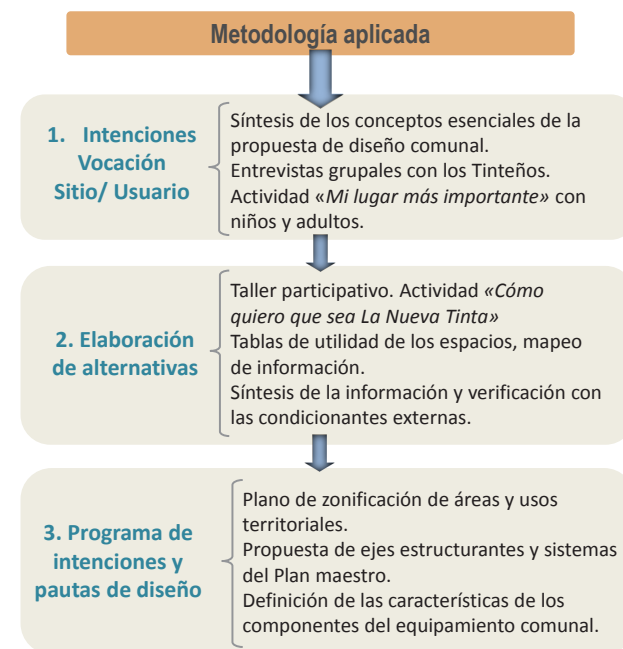 Metodología aplicada
1. Intenciones
Vocación
Sitio/ Usuario
Síntesis de los conceptos esenciales de la
propuesta de diseño comunal.
Entrevistas grupales con los Tinteños.
Actividad «Mi lugar más importante» con
niños y adultos.
2. Elaboración
de alternativas
Taller participativo. Actividad «Cómo
quiero que sea La Nueva Tinta»
Tablas de utilidad de los espacios, mapeo
de información.
Síntesis de la información y verificación con
las condicionantes externas.
3. Programa de
intenciones y
pautas de diseño
Plano de zonificación de áreas y usos
territoriales.
Propuesta de ejes estructurantes y sistemas
del Plan maestro.
Definición de las características de los
componentes del equipamiento comunal.